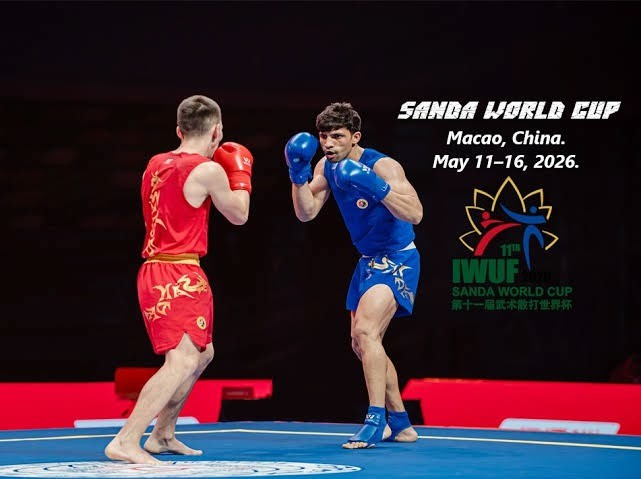 SANDA WORLD CUP
Macao, China.
May 11–16, 2026.
11TH
IWUF 2026
SANDA WORLD CUP
第十一届武术散打世界杯